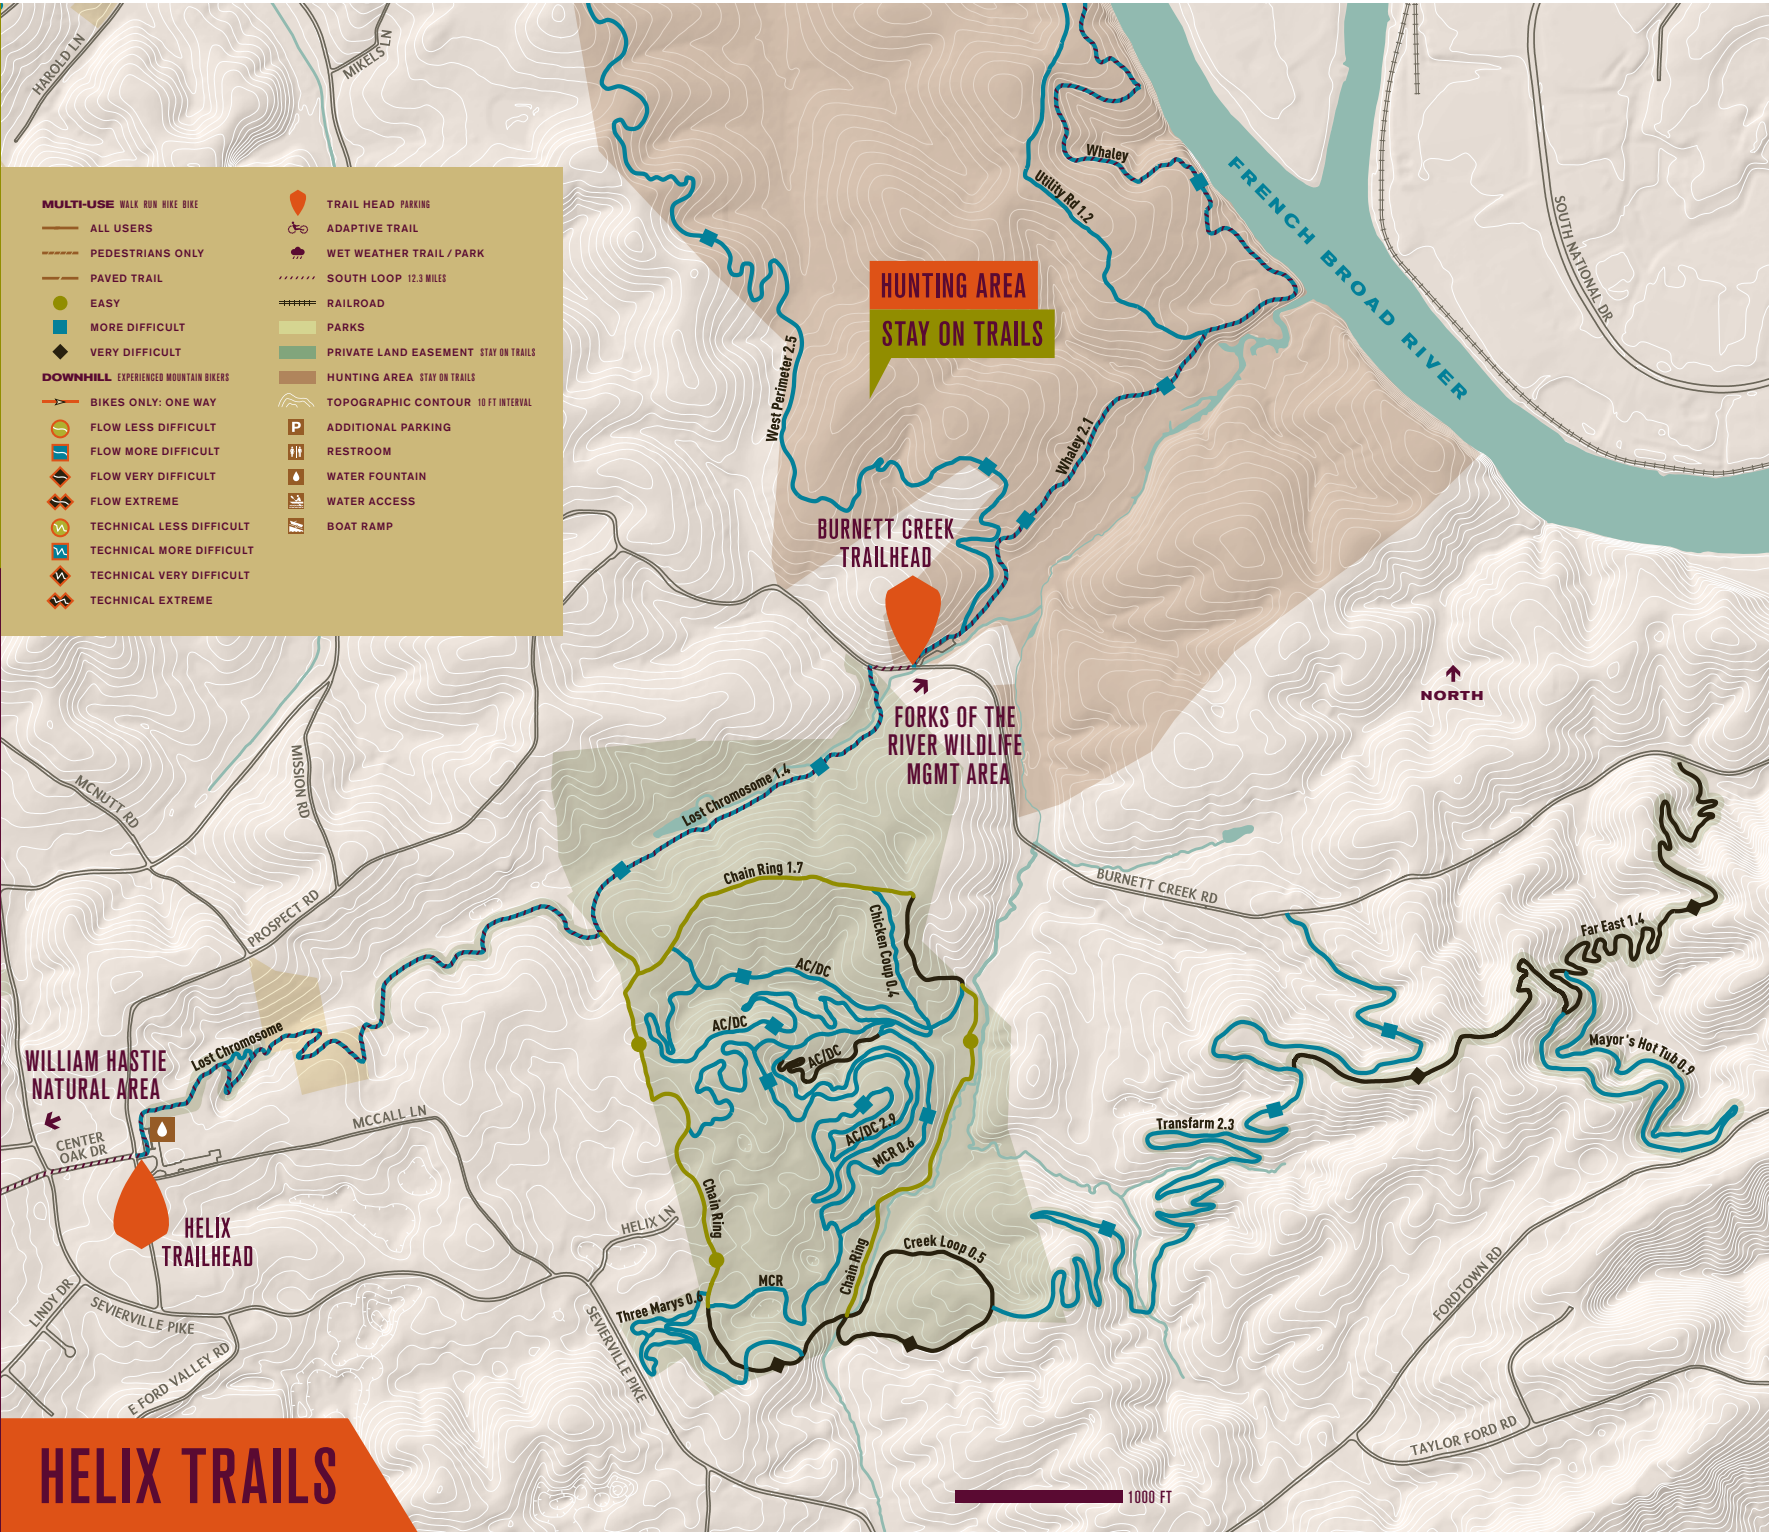 HAROLD LN
MIKELS LN
MULTI-USE WALK RUN HIKE BIKE
ALL USERS
PEDESTRIANS ONLY
PAVED TRAIL
EASY
MORE DIFFICULT
VERY DIFFICULT
DOWNHILL EXPERIENCED MOUNTAIN BIKERS
BIKES ONLY: ONE WAY
FLOW LESS DIFFICULT
FLOW MORE DIFFICULT
FLOW VERY DIFFICULT
FLOW EXTREME
TECHNICAL LESS DIFFICULT
TECHNICAL MORE DIFFICULT
TECHNICAL VERY DIFFICULT
TECHNICAL EXTREME
TRAIL HEAD PARKING
ADAPTIVE TRAIL
WET WEATHER TRAIL / PARK
SOUTH LOOP 12.3 MILES
RAILROAD
PARKS
PRIVATE LAND EASEMENT STAY ON TRAILS
HUNTING AREA STAY ON TRAILS
TOPOGRAPHIC CONTOUR 10 FT INTERVAL
P ADDITIONAL PARKING
RESTROOM
WATER FOUNTAIN
WATER ACCESS
BOAT RAMP
Whaley
Utility Rd 1.2
FRENCH BROAD RIVER
SOUTH NATIONAL DR
HUNTING AREA
STAY ON TRAILS
West Perimeter 2.5
Whaley 2.1
BURNETT CREEK
TRAILHEAD
FORKS OF THE
RIVER WILDLIFE
MGMT AREA
NORTH
Lost Chromosome 1.4
MCNUTT RD
MISSION RD
PROSPECT RD
Chain Ring 1.7
Chicken Coup 0.4
BURNETT CREEK RD
Far East 1.4
AC/DC
AC/DC
AC/DC
AC/DC 2.9
MCR 0.6
Lost Chromosome
WILLIAM HASTIE
NATURAL AREA
CENTER
OAK DR
MCCALL LN
Mayor's Hot Tub 0.9
Transfarm 2.3
HELIX
TRAILHEAD
HELIX LN
Chain Ring
Chain Ring
Creek Loop 0.5
MCR
Three Marys 0.6
LINDY DR
SEVIERVILLE PIKE
SEVIERVILLE PIKE
E FORD VALLEY RD
FORDTOWN RD
TAYLOR FORD RD
HELIX TRAILS
1000 FT